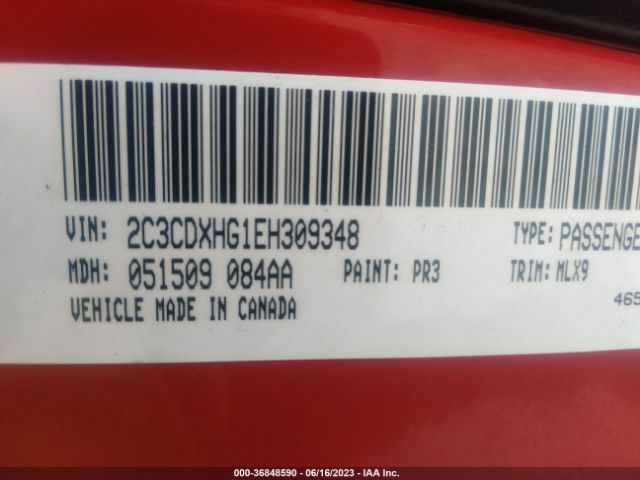 VIN: 2C3CDXHG1EH309348 TYPE: PASSENGE
MDH: 051509 084AA PAINT: PR3 TRIM: MLX9
VEHICLE MADE IN CANADA 465
000-36848590 - 06/16/2023 - IAA Inc.